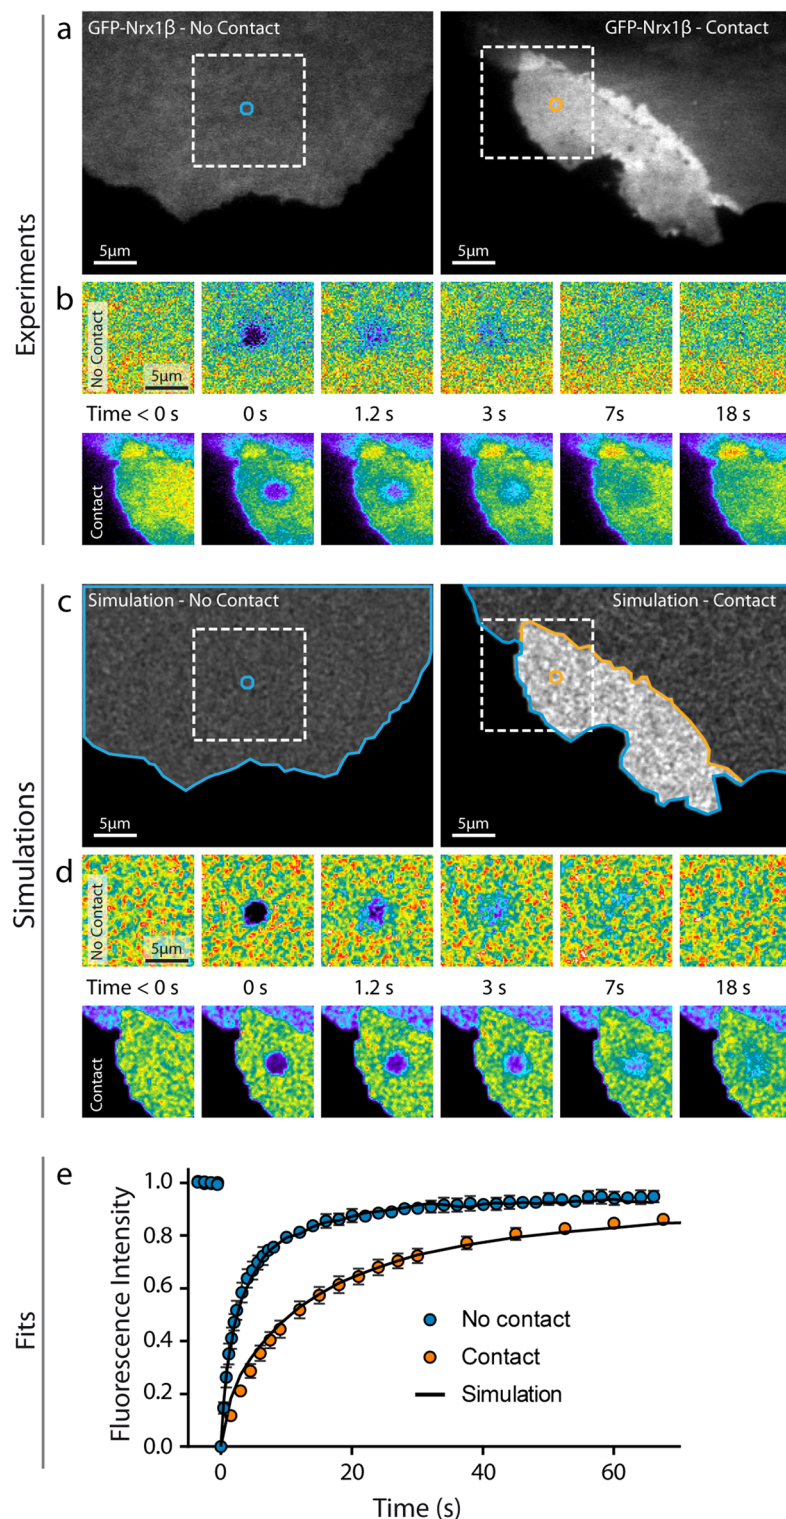 a
GFP-Nrx1β - No Contact
GFP-Nrx1β - Contact
5μm
5μm
Experiments
b
No Contact
5μm
Time < 0 s
0s
1.2 s
3 s
7s
18 s
Contact
c
Simulation - No Contact
Simulation - Contact
5μm
5μm
Simulations
d
No Contact
5μm
Time < 0 s
0s
1.2 s
3 s
7s
18 s
Contact
e
Fits
Fluorescence Intensity
1.0
0.8
0.6
0.4
0.2
0.0
No contact
Contact
Simulation
0
20
40
60
Time (s)